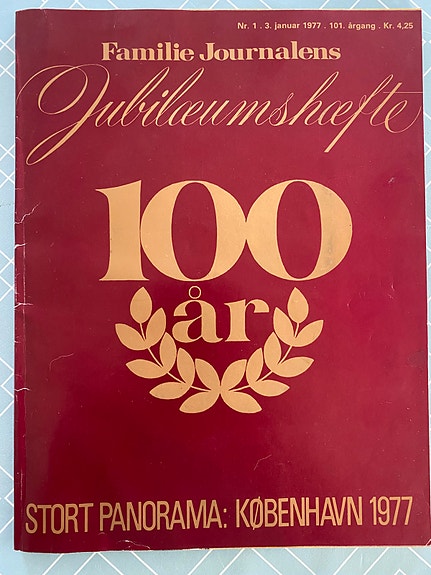 Nr. 1 . 3. januar 1977 . 101. årgang . Kr. 4,25
Familie Journalens
Jubilæumshæfte
100
år
STORT PANORAMA: KØBENHAVN 1977